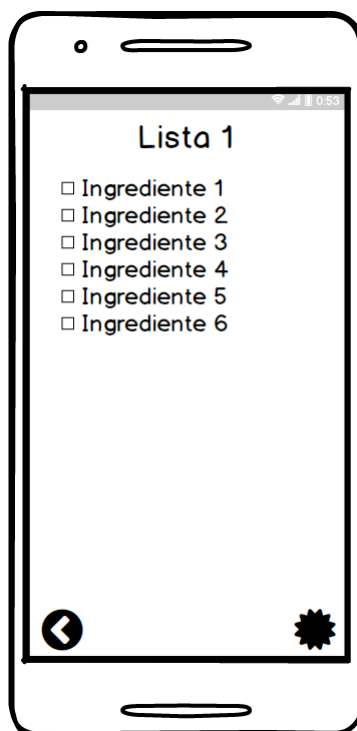 0:53
Lista 1
Ingrediente 1
Ingrediente 2
Ingrediente 3
Ingrediente 4
Ingrediente 5
Ingrediente 6